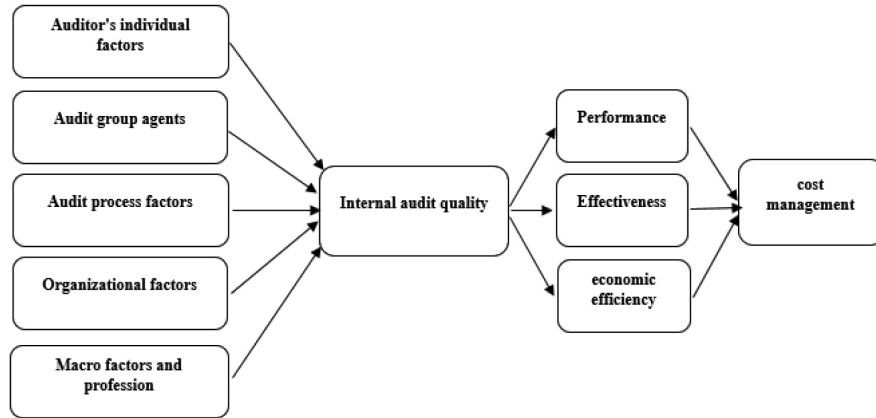 Auditor's individual
factors
Audit group agents
Audit process factors
Organizational factors
Macro factors and
profession
Internal audit quality
Performance
Effectiveness
economic
efficiency
cost
management